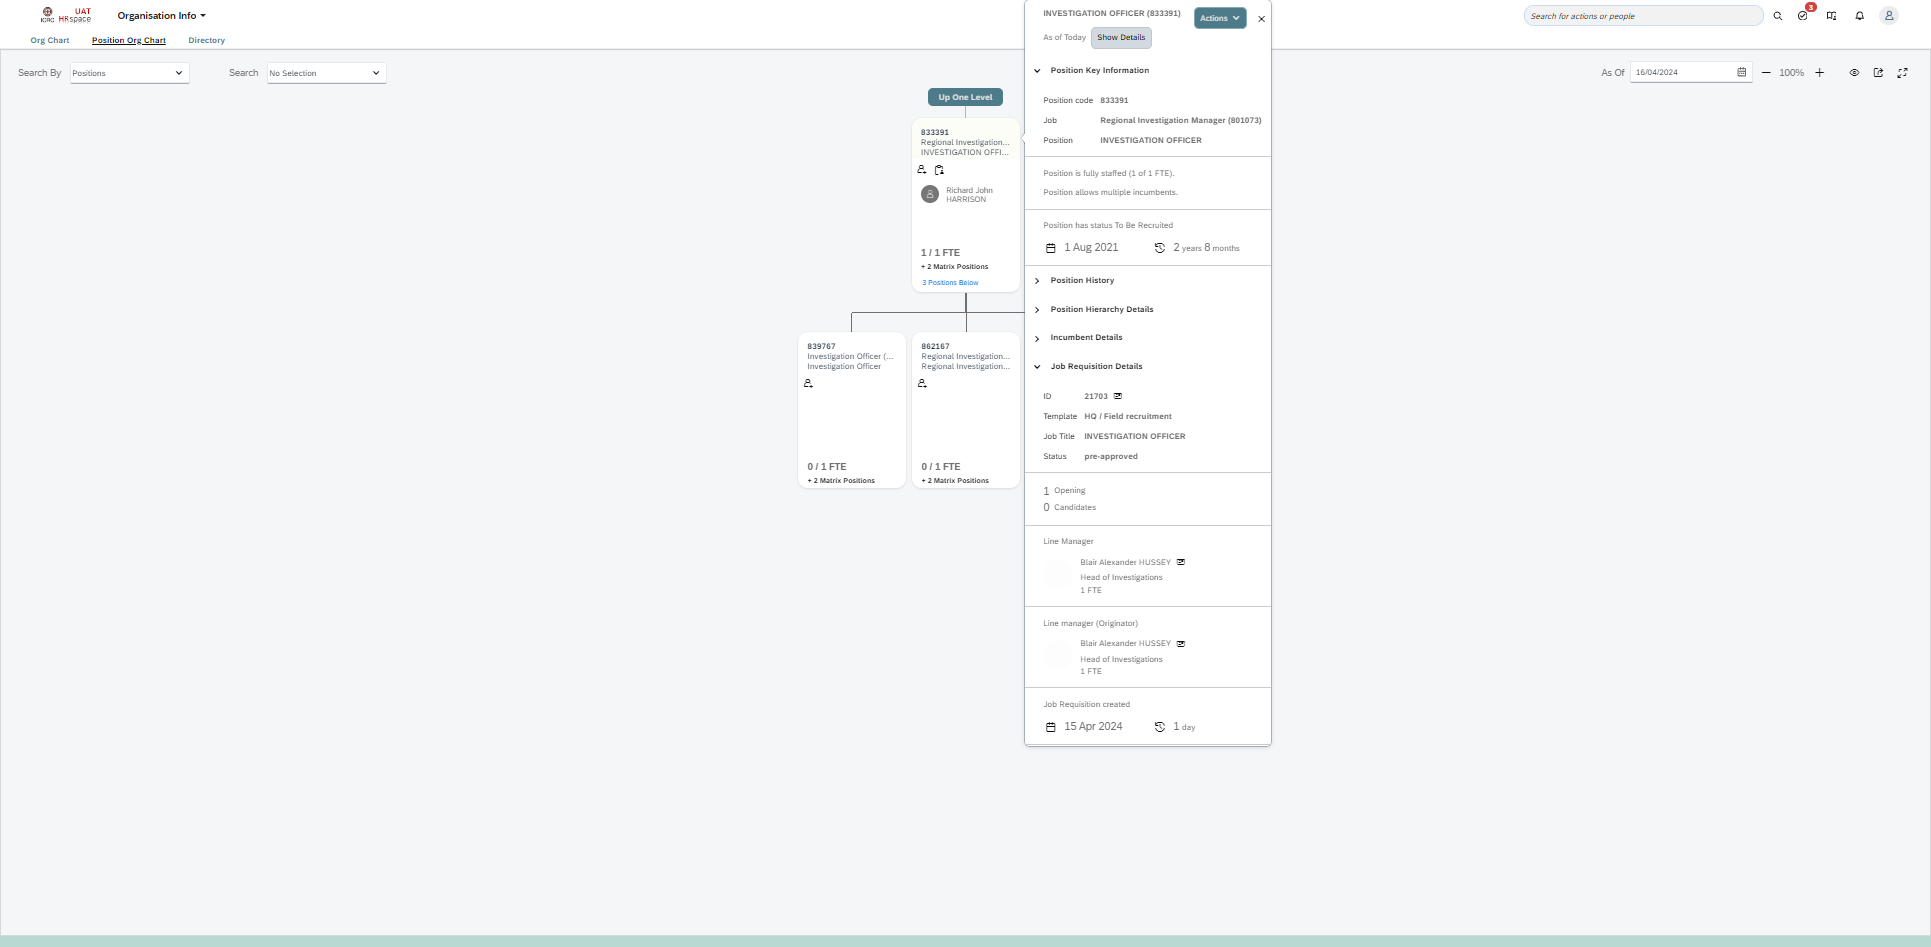 ICRC
UAT
HRspace
Organisation Info
Search for actions or people
3
Org Chart
Position Org Chart
Directory
Search By
Positions
Search
No Selection
As Of
16/04/2024
100%
Up One Level
833391
Regional Investigation...
INVESTIGATION OFFI...
Richard John
HARRISON
1 / 1 FTE
+ 2 Matrix Positions
3 Positions Below
839767
Investigation Officer (...
Investigation Officer
0 / 1 FTE
+ 2 Matrix Positions
862167
Regional Investigation...
Regional Investigation...
0 / 1 FTE
+ 2 Matrix Positions
INVESTIGATION OFFICER (833391)
Actions
As of Today
Show Details
Position Key Information
Position code 833391
Job Regional Investigation Manager (801073)
Position INVESTIGATION OFFICER
Position is fully staffed (1 of 1 FTE).
Position allows multiple incumbents.
Position has status To Be Recruited
1 Aug 2021
2 years 8 months
Position History
Position Hierarchy Details
Incumbent Details
Job Requisition Details
ID 21703
Template HQ / Field recruitment
Job Title INVESTIGATION OFFICER
Status pre-approved
1 Opening
0 Candidates
Line Manager
Blair Alexander HUSSEY
Head of Investigations
1 FTE
Line manager (Originator)
Blair Alexander HUSSEY
Head of Investigations
1 FTE
Job Requisition created
15 Apr 2024
1 day